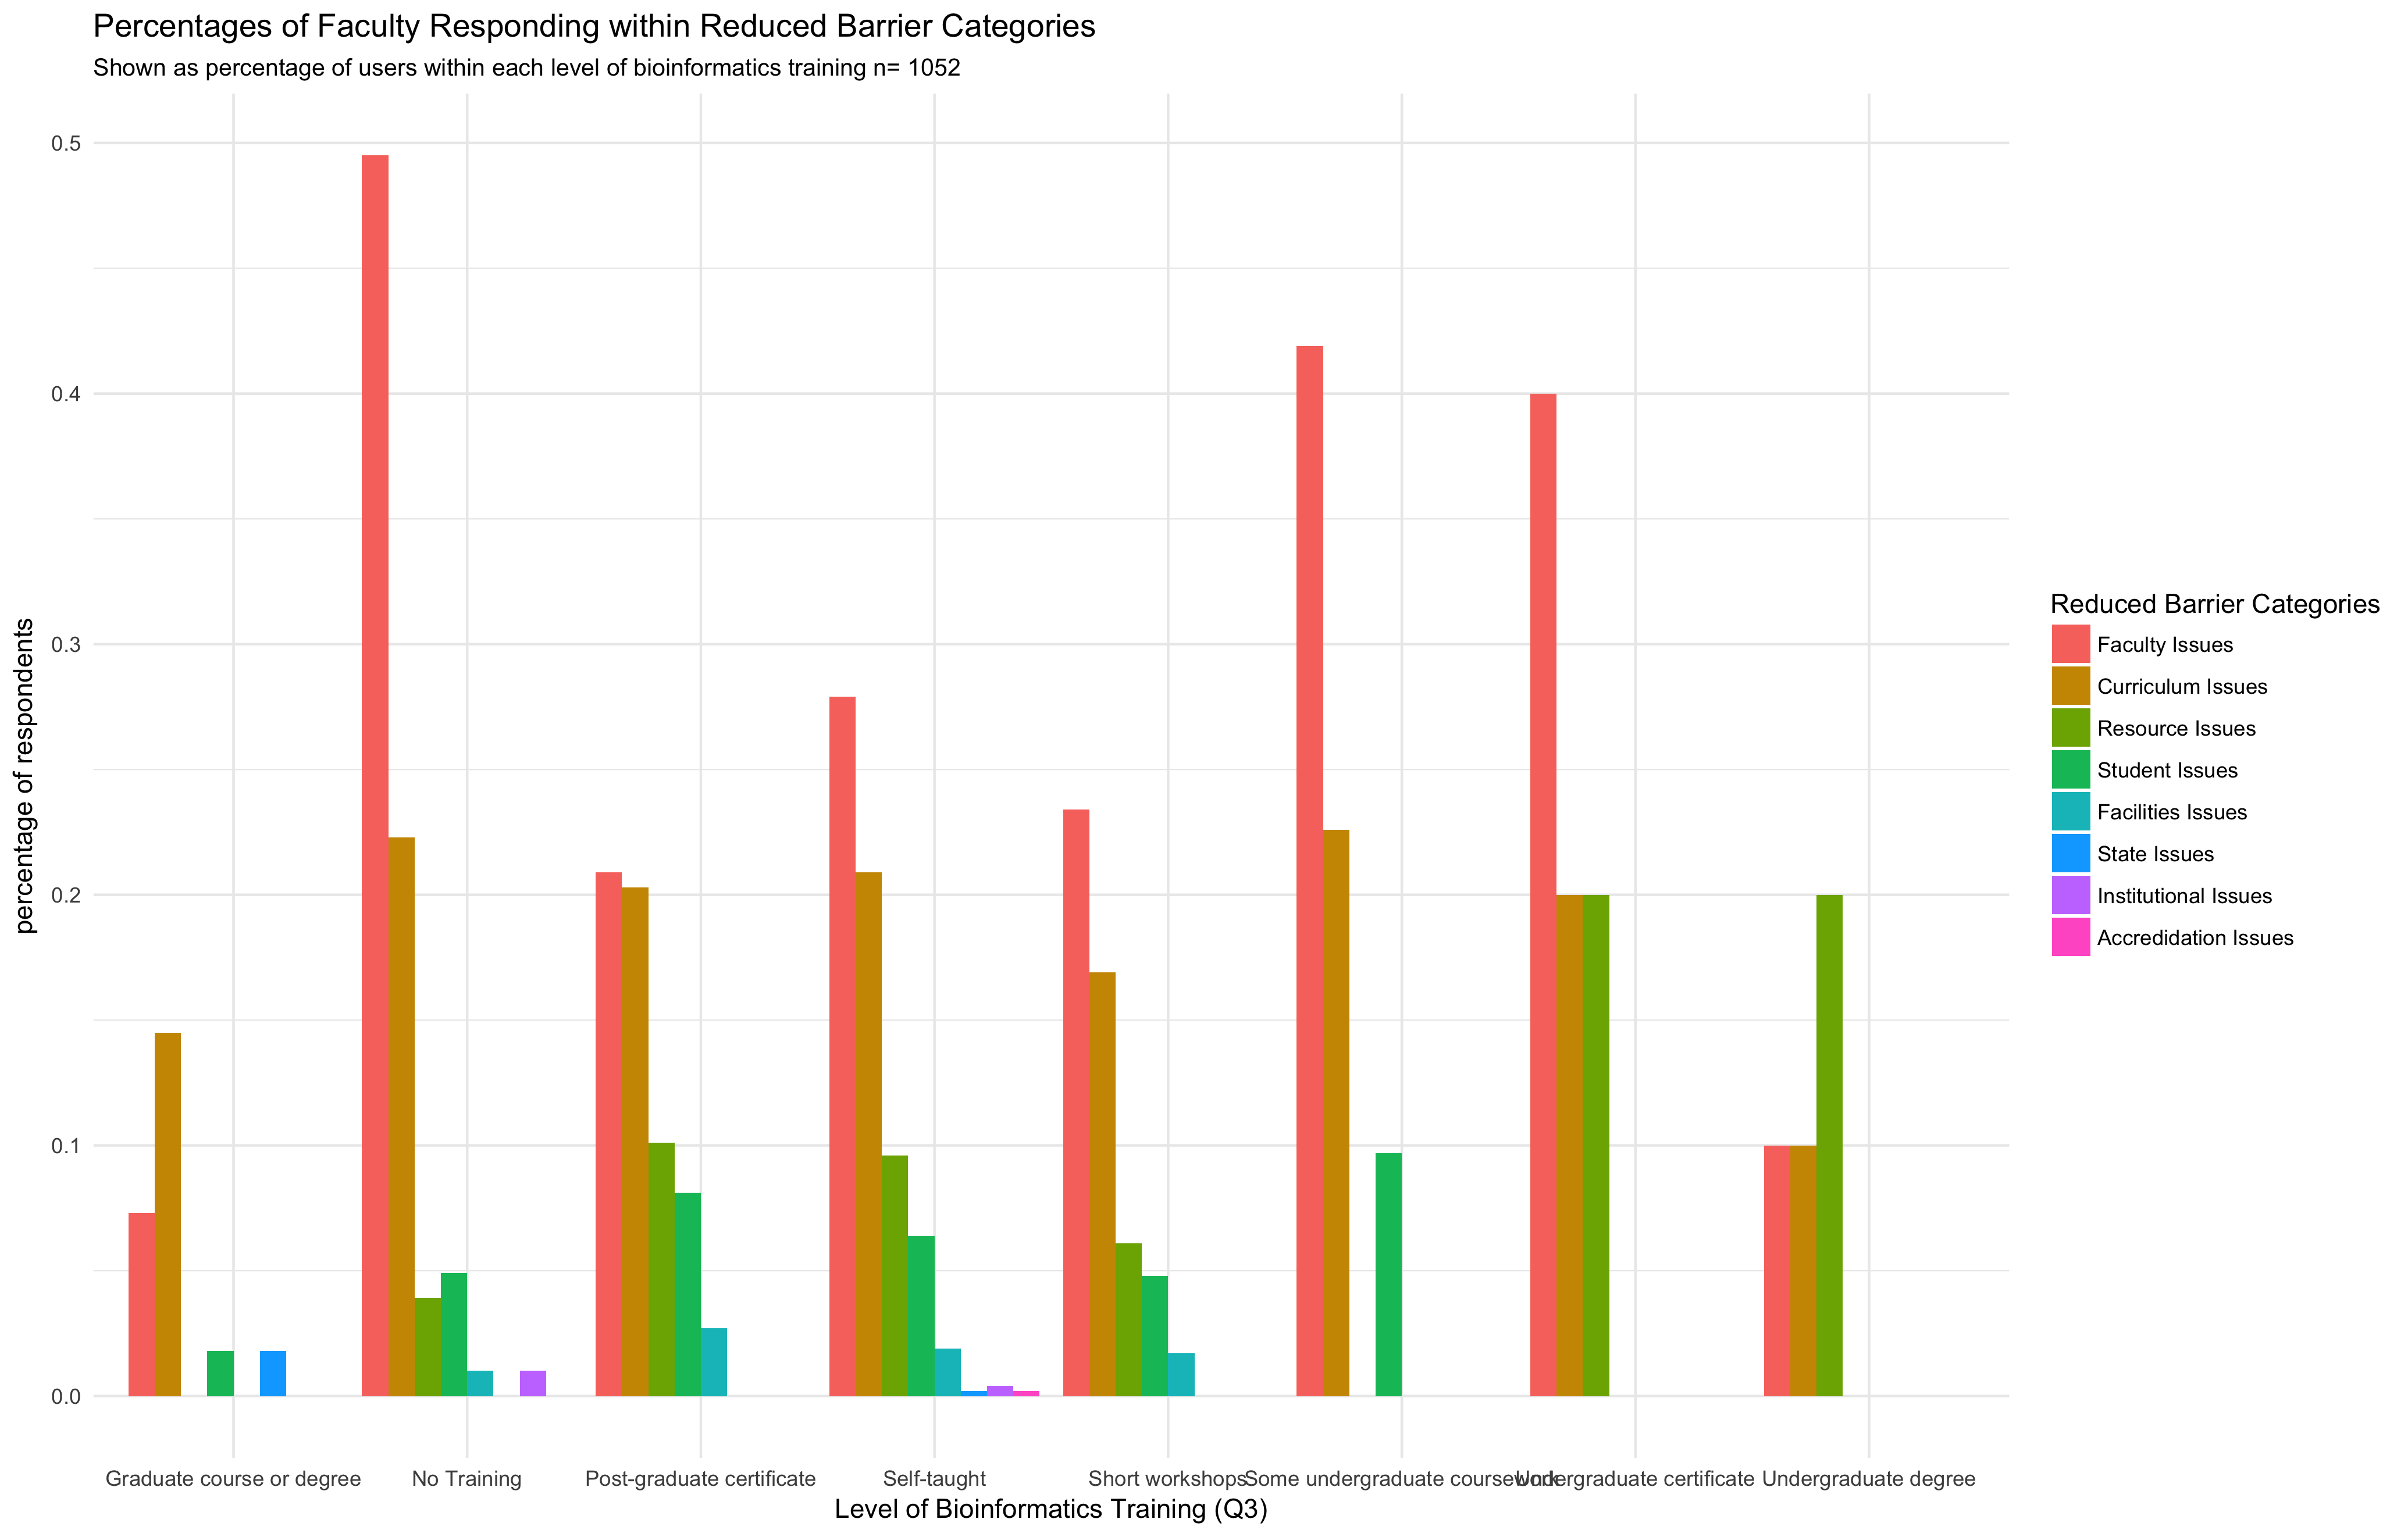 Percentages of Faculty Responding within Reduced Barrier Categories
Shown as percentage of users within each level of bioinformatics training n= 1052
percentage of respondents
0.5
0.4
0.3
0.2
0.1
0.0
Graduate course or degree
No Training
Post-graduate certificate
Self-taught
Short workshops
Some undergraduate coursework
Undergraduate certificate
Undergraduate degree
Level of Bioinformatics Training (Q3)
Reduced Barrier Categories
Faculty Issues
Curriculum Issues
Resource Issues
Student Issues
Facilities Issues
State Issues
Institutional Issues
Accredidation Issues